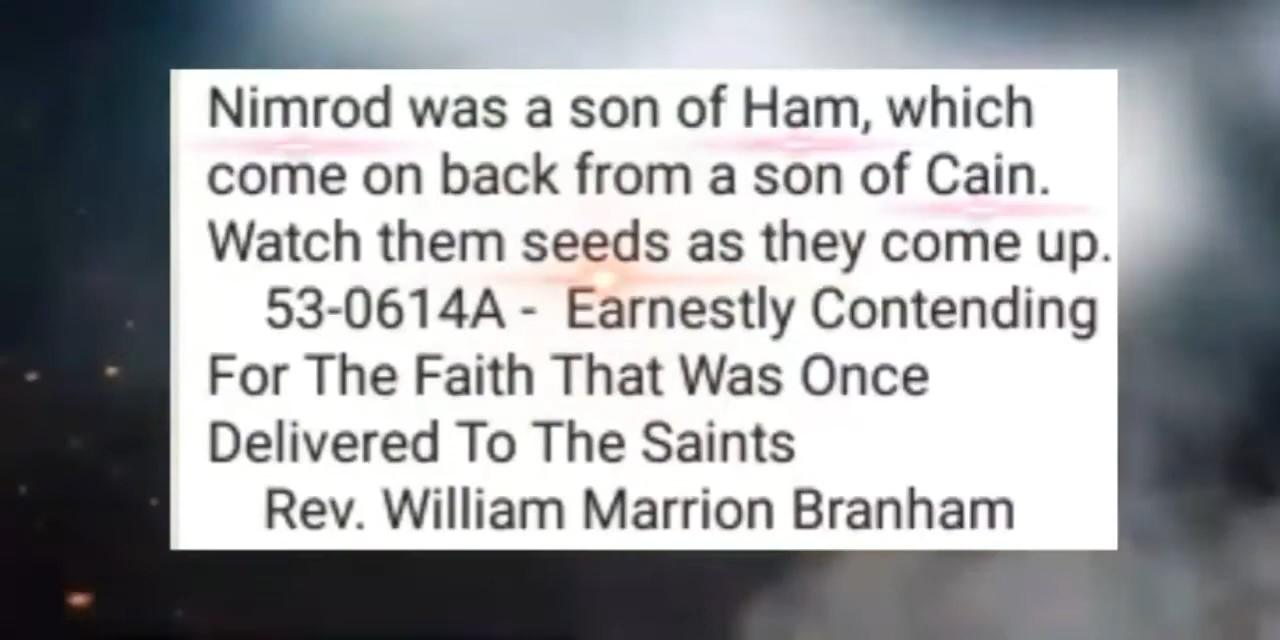 Nimrod was a son of Ham, which
come on back from a son of Cain.
Watch them seeds as they come up.
53-0614A - Earnestly Contending
For The Faith That Was Once
Delivered To The Saints
Rev. William Marrion Branham